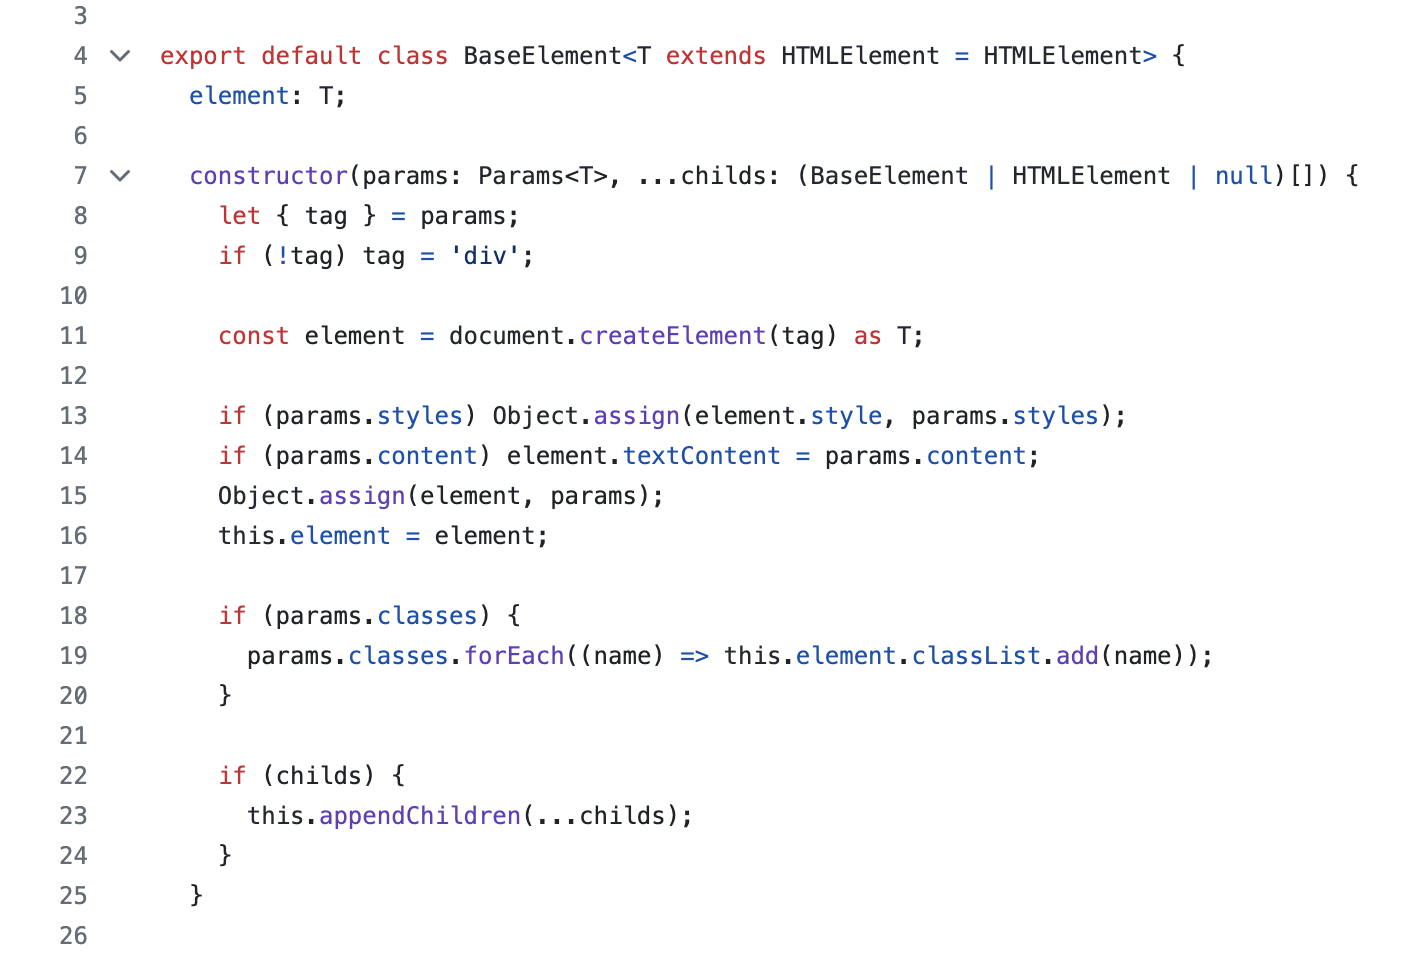 3
4 export default class BaseElement<T extends HTMLElement = HTMLElement> {
5 element: T;
6
7 constructor(params: Params<T>, ...childs: (BaseElement | HTMLElement | null)[]) {
8 let { tag } = params;
9 if (!tag) tag = 'div';
10
11 const element = document.createElement(tag) as T;
12
13 if (params.styles) Object.assign(element.style, params.styles);
14 if (params.content) element.textContent = params.content;
15 Object.assign(element, params);
16 this.element = element;
17
18 if (params.classes) {
19 params.classes.forEach((name) => this.element.classList.add(name));
20 }
21
22 if (childs) {
23 this.appendChildren(...childs);
24 }
25 }
26